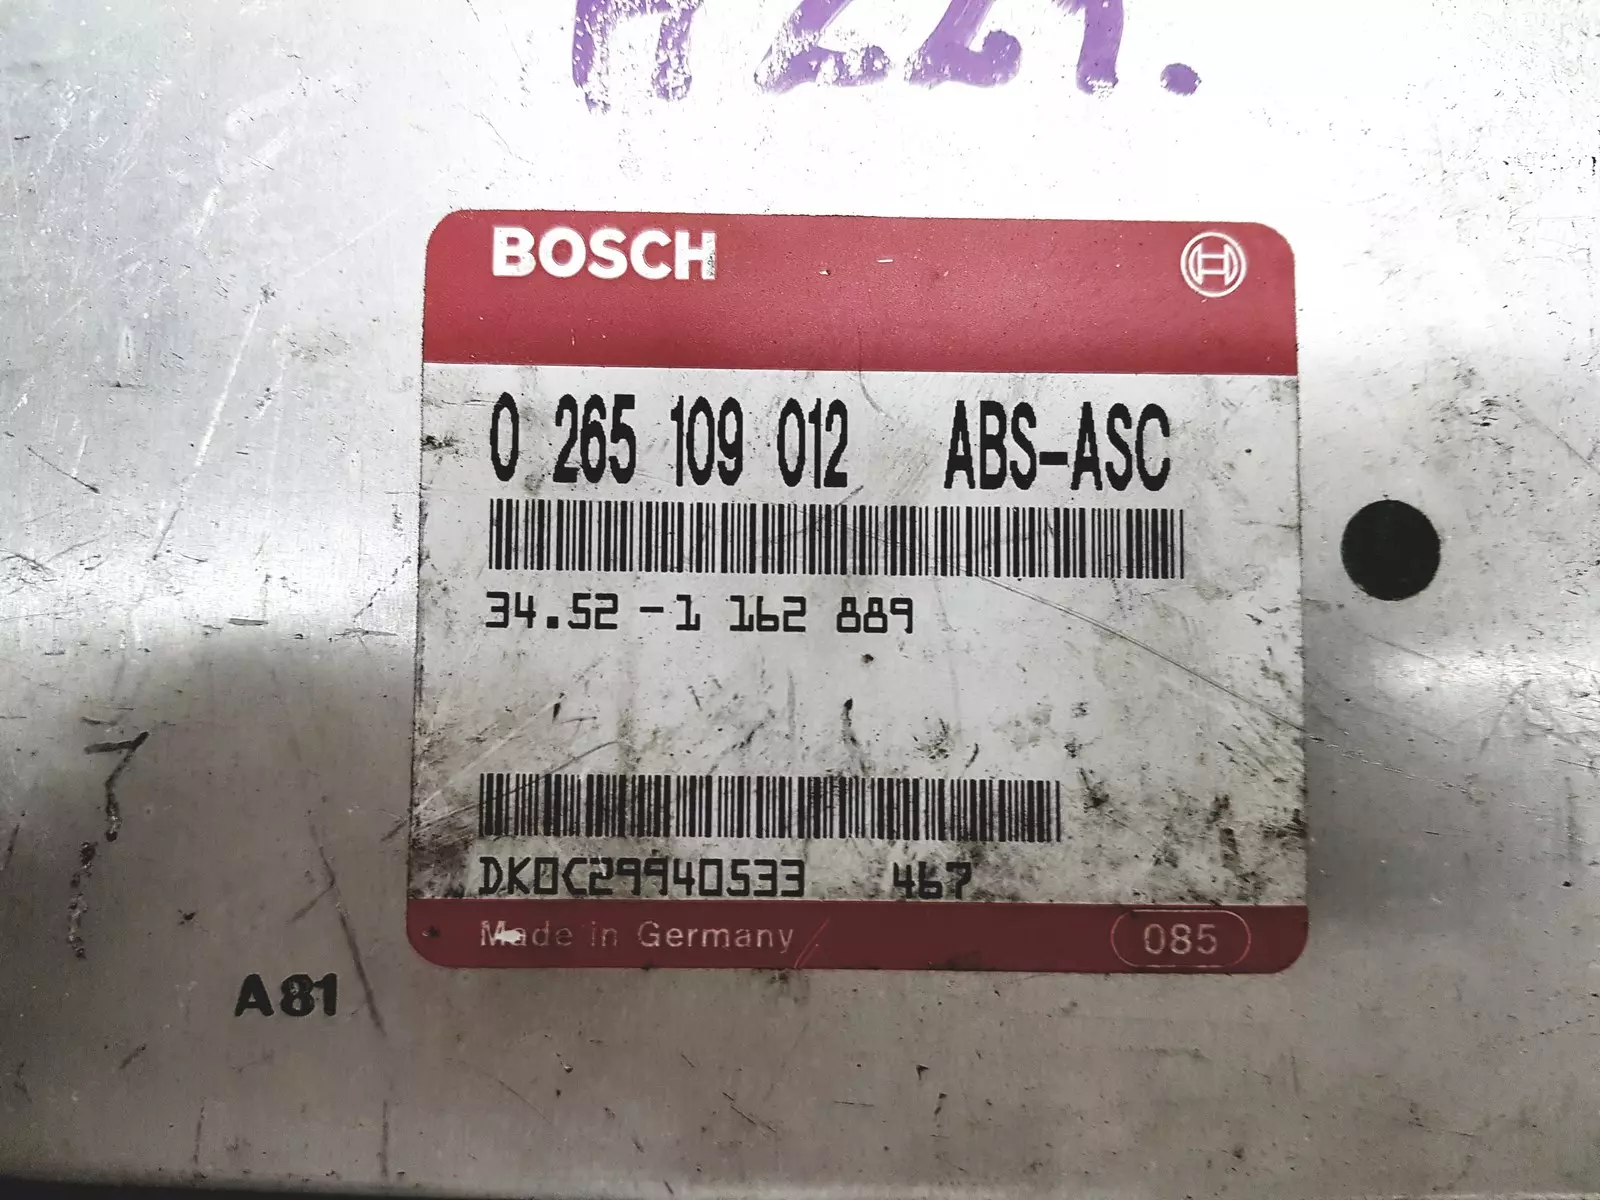 BOSCH
0 265 109 012 ABS-ASC
34.52 -1 162 889
DK0C29940533 467
Made in Germany 085
A81